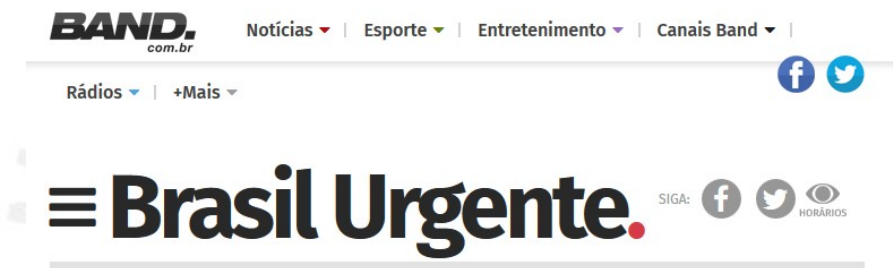 BAND.
com.br
Notícias
Esporte
Entretenimento
Canais Band
Rádios
+Mais
Brasil Urgente.
SIGA:
HORÁRIOS